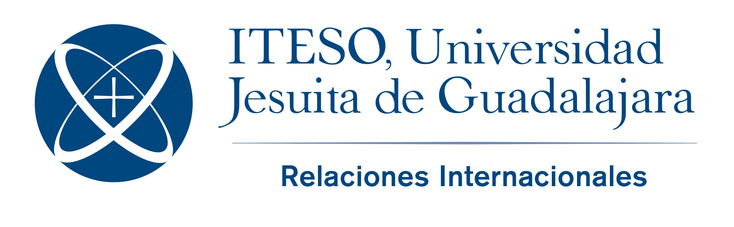 ITESO, Universidad
Jesuita de Guadalajara
Relaciones Internacionales